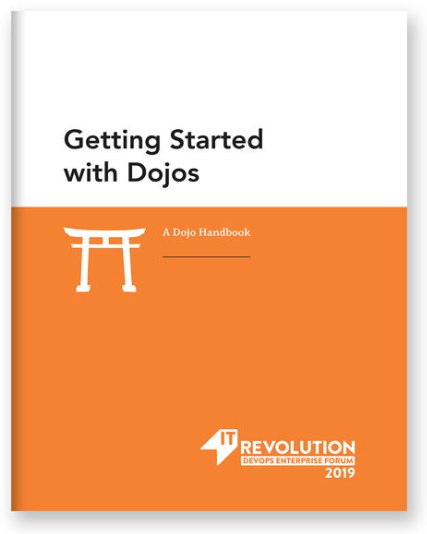 Getting Started
with Dojos
A Dojo Handbook
IT
REVOLUTION
DEVOPS ENTERPRISE FORUM
2019